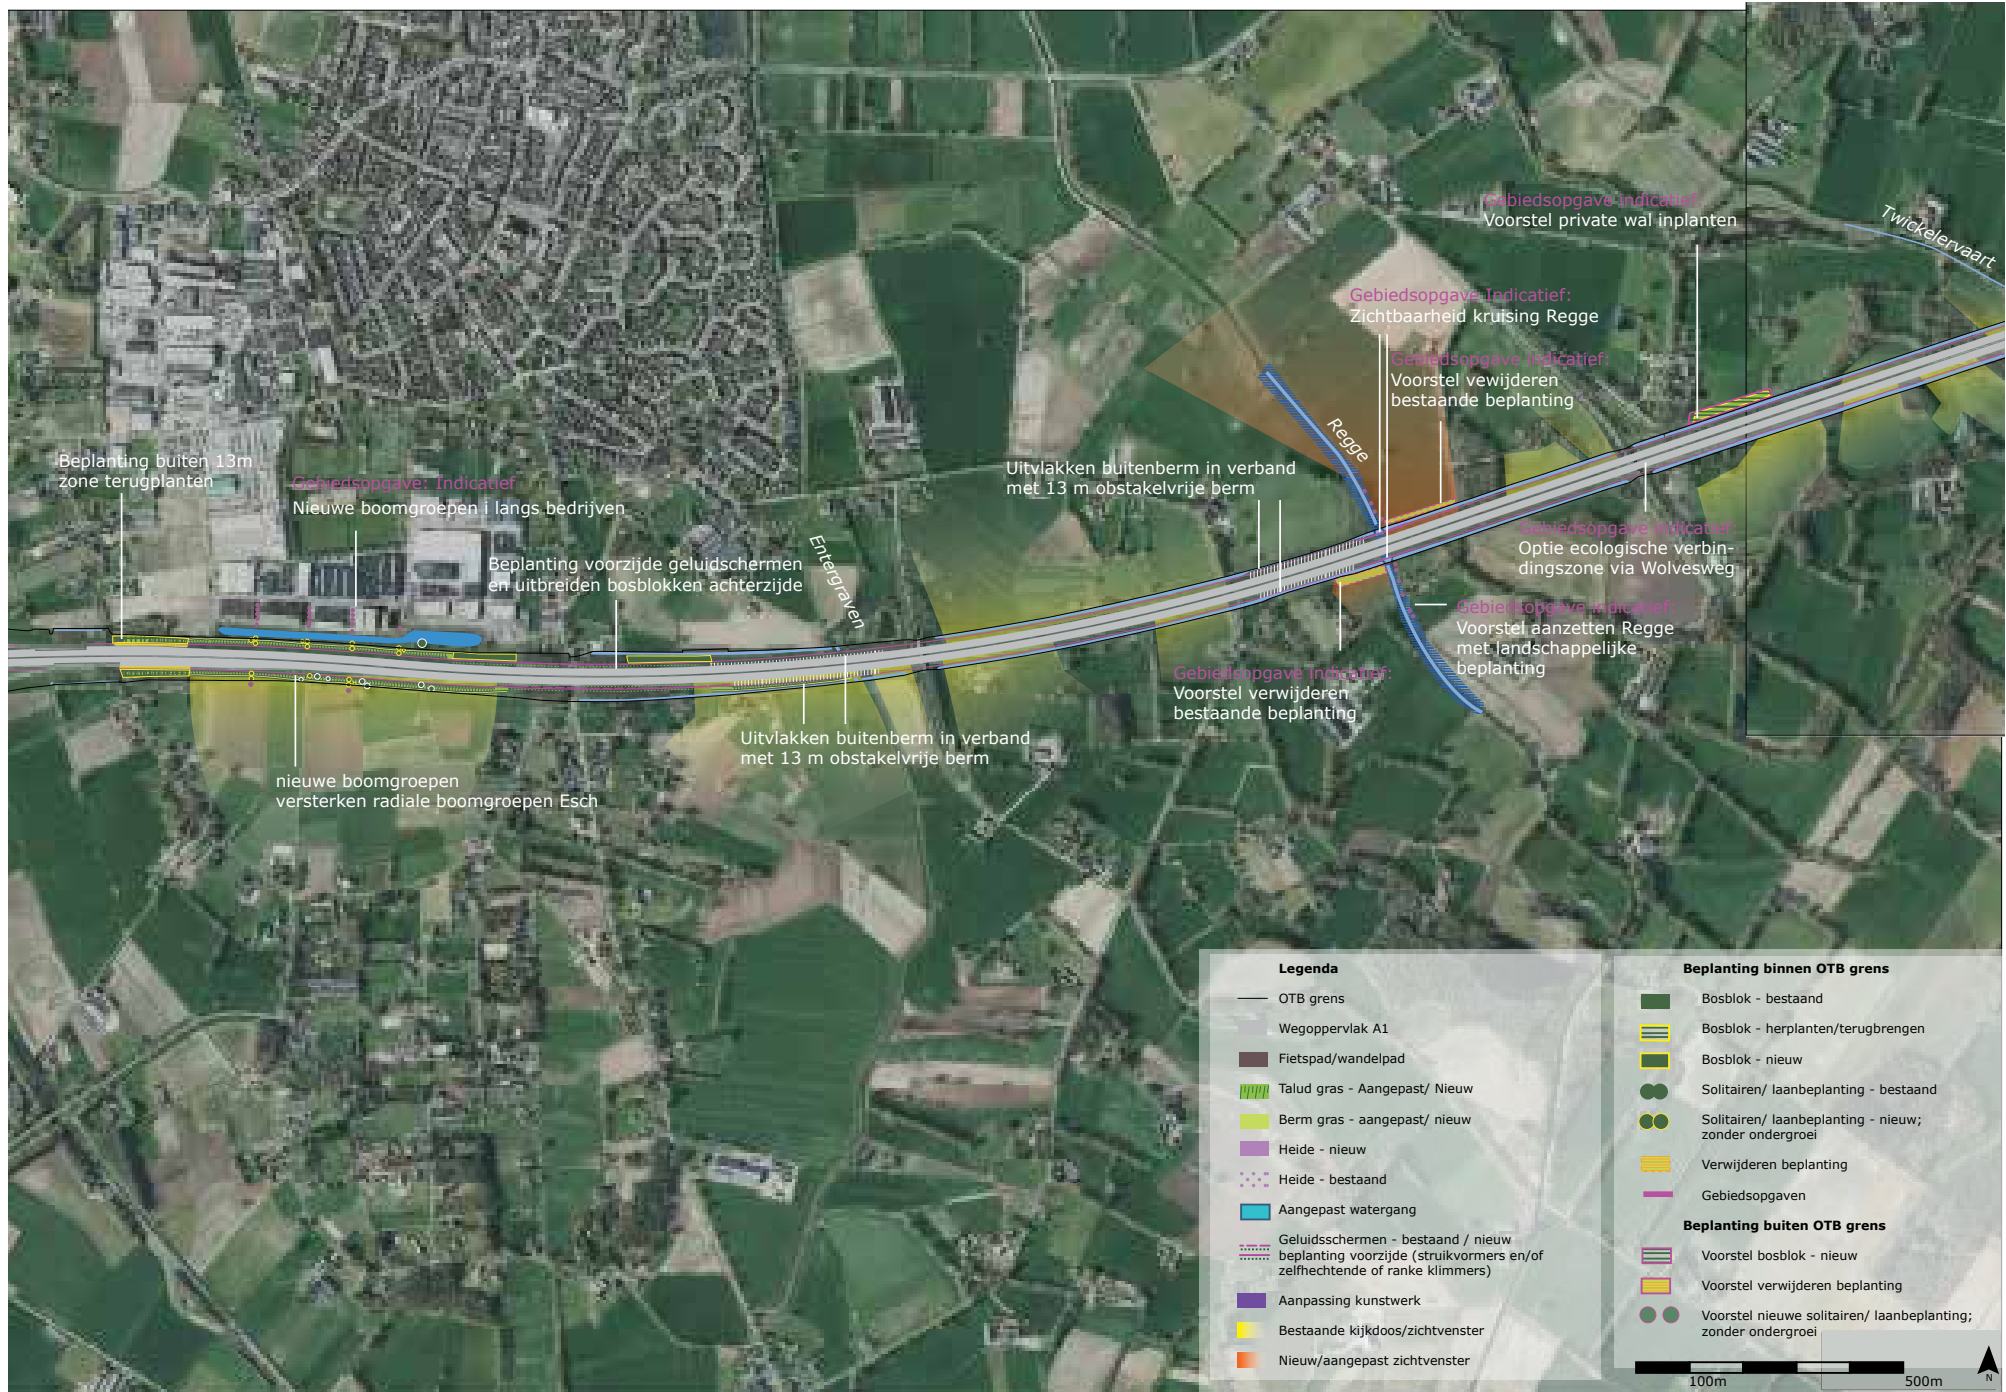 Gebiedsopgave indicatief:
Voorstel private wal inplanten
Twickelervaart
Gebiedsopgave Indicatief:
Zichtbaarheid kruising Regge
Gebiedsopgave indicatief:
Voorstel vewijderen
bestaande beplanting
Regge
Beplanting buiten 13m
zone terugplanten
Gebiedsopgave: Indicatief
Nieuwe boomgroepen i langs bedrijven
Uitvlakken buitenberm in verband
met 13 m obstakelvrije berm
Beplanting voorzijde geluidschermen
en uitbreiden bosblokken achterzijde
Entergraven
Gebiedsopgave indicatief:
Optie ecologische verbin-
dingszone via Wolvesweg
Gebiedsopgave indicatief:
Voorstel aanzetten Regge
met landschappelijke
beplanting
Gebiedsopgave indicatief:
Voorstel verwijderen
bestaande beplanting
Uitvlakken buitenberm in verband
met 13 m obstakelvrije berm
nieuwe boomgroepen
versterken radiale boomgroepen Esch
Legenda
OTB grens
Wegoppervlak A1
Fietspad/wandelpad
Talud gras - Aangepast/ Nieuw
Berm gras - aangepast/ nieuw
Heide - nieuw
Heide - bestaand
Aangepast watergang
Geluidsschermen - bestaand / nieuw
beplanting voorzijde (struikvormers en/of
zelfhechtende of ranke klimmers)
Aanpassing kunstwerk
Bestaande kijkdoos/zichtvenster
Nieuw/aangepast zichtvenster
Beplanting binnen OTB grens
Bosblok - bestaand
Bosblok - herplanten/terugbrengen
Bosblok - nieuw
Solitairen/ laanbeplanting - bestaand
Solitairen/ laanbeplanting - nieuw;
zonder ondergroei
Verwijderen beplanting
Gebiedsopgaven
Beplanting buiten OTB grens
Voorstel bosblok - nieuw
Voorstel verwijderen beplanting
Voorstel nieuwe solitairen/ laanbeplanting;
zonder ondergroei
100m
500m
N